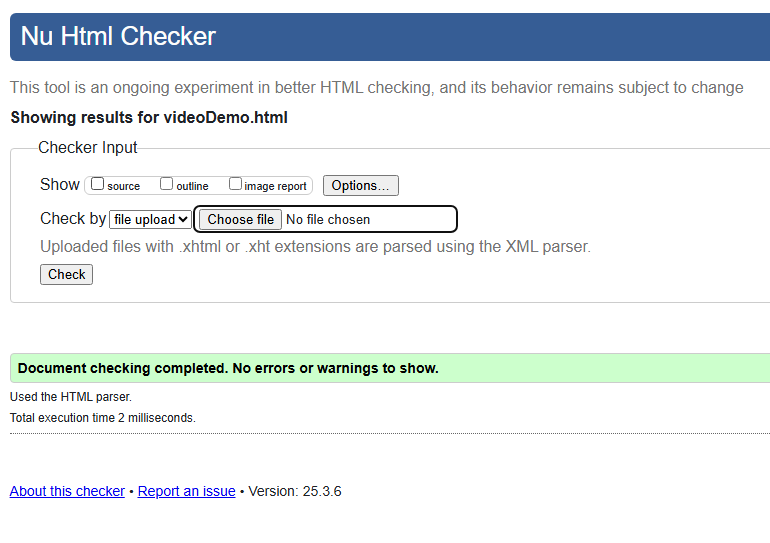 Nu Html Checker
This tool is an ongoing experiment in better HTML checking, and its behavior remains subject to change
Showing results for videoDemo.html
Checker Input
Show source outline image report Options...
Check by file upload Choose file No file chosen
Uploaded files with .xhtml or .xht extensions are parsed using the XML parser.
Check
Document checking completed. No errors or warnings to show.
Used the HTML parser.
Total execution time 2 milliseconds.
About this checker • Report an issue • Version: 25.3.6